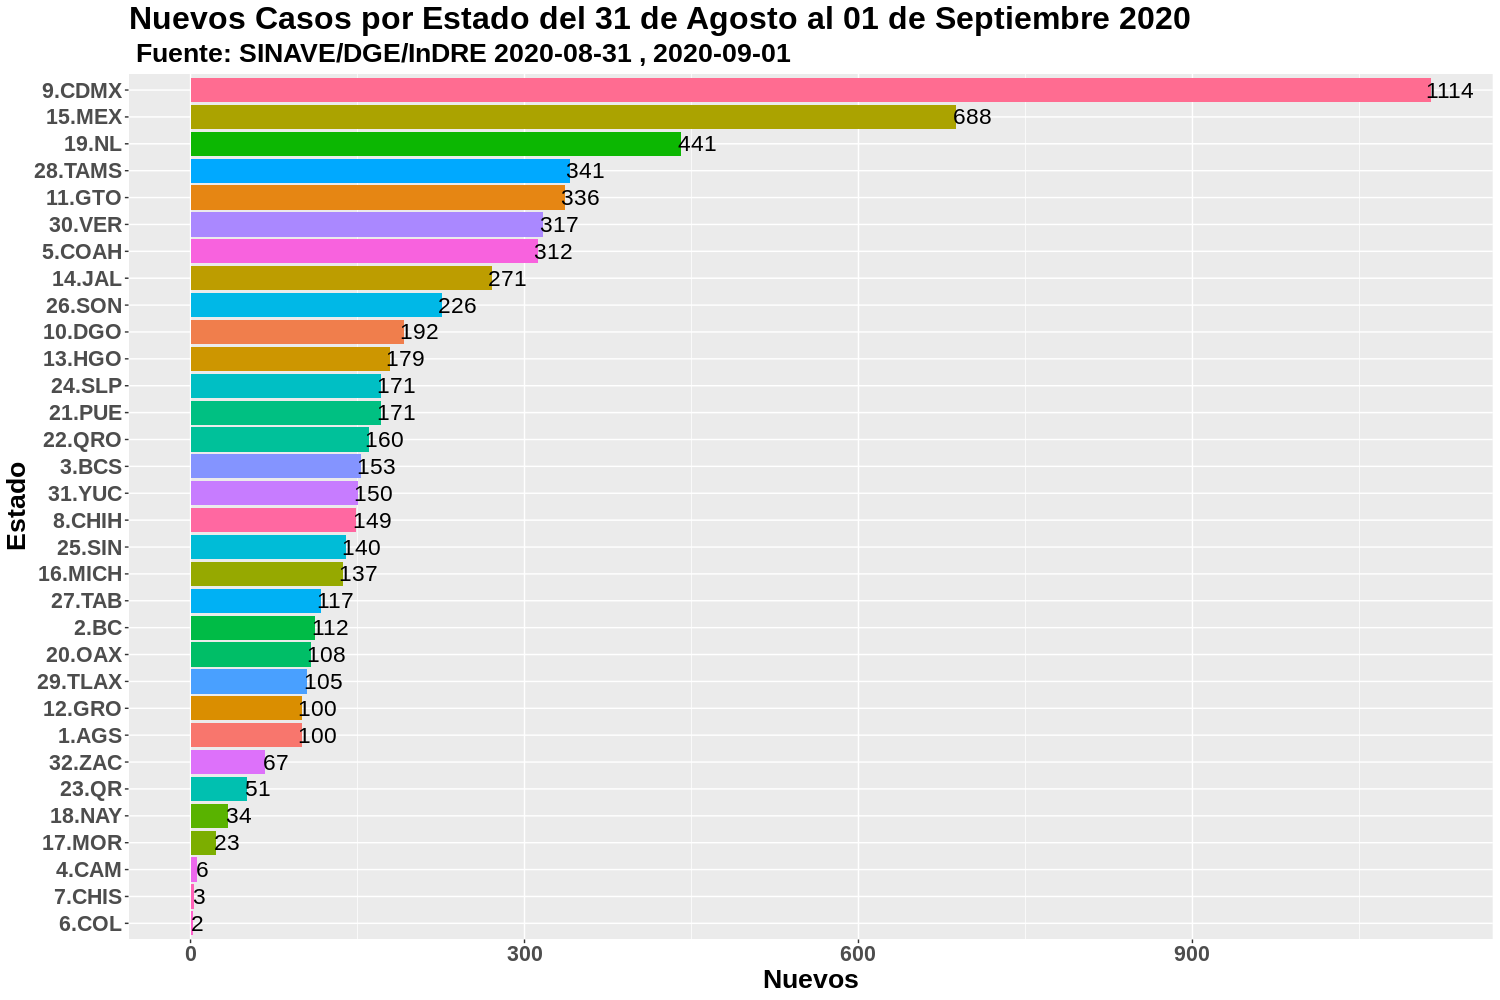 Nuevos Casos por Estado del 31 de Agosto al 01 de Septiembre 2020
Fuente: SINAVE/DGE/InDRE 2020-08-31 , 2020-09-01
Estado
9.CDMX 1114
15.MEX 688
19.NL 441
28.TAMS 341
11.GTO 336
30.VER 317
5.COAH 312
14.JAL 271
26.SON 226
10.DGO 192
13.HGO 179
24.SLP 171
21.PUE 171
22.QRO 160
3.BCS 153
31.YUC 150
8.CHIH 149
25.SIN 140
16.MICH 137
27.TAB 117
2.BC 112
20.OAX 108
29.TLAX 105
12.GRO 100
1.AGS 100
32.ZAC 67
23.QR 51
18.NAY 34
17.MOR 23
4.CAM 6
7.CHIS 3
6.COL 2
0 300 600 900
Nuevos